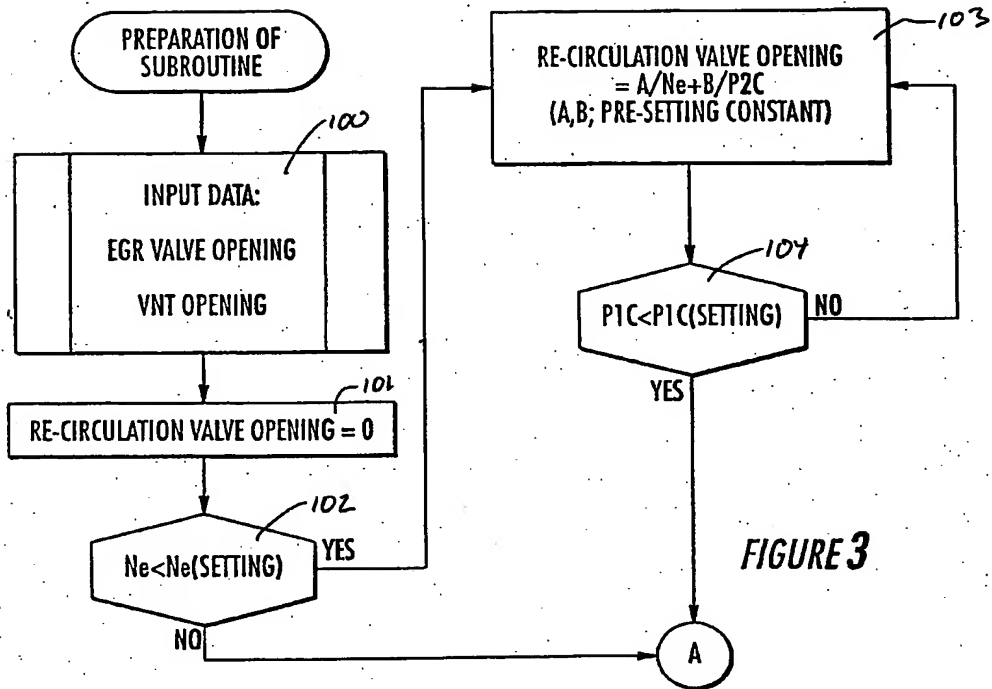 PREPARATION OF
SUBROUTINE
100
INPUT DATA:
EGR VALVE OPENING
VNT OPENING
101
RE-CIRCULATION VALVE OPENING = 0
102
Ne<Ne(SETTING)
YES
NO
103
RE-CIRCULATION VALVE OPENING
= A/Ne+B/P2C
(A,B; PRE-SETTING CONSTANT)
104
P1C<P1C(SETTING)
NO
YES
A
FIGURE 3